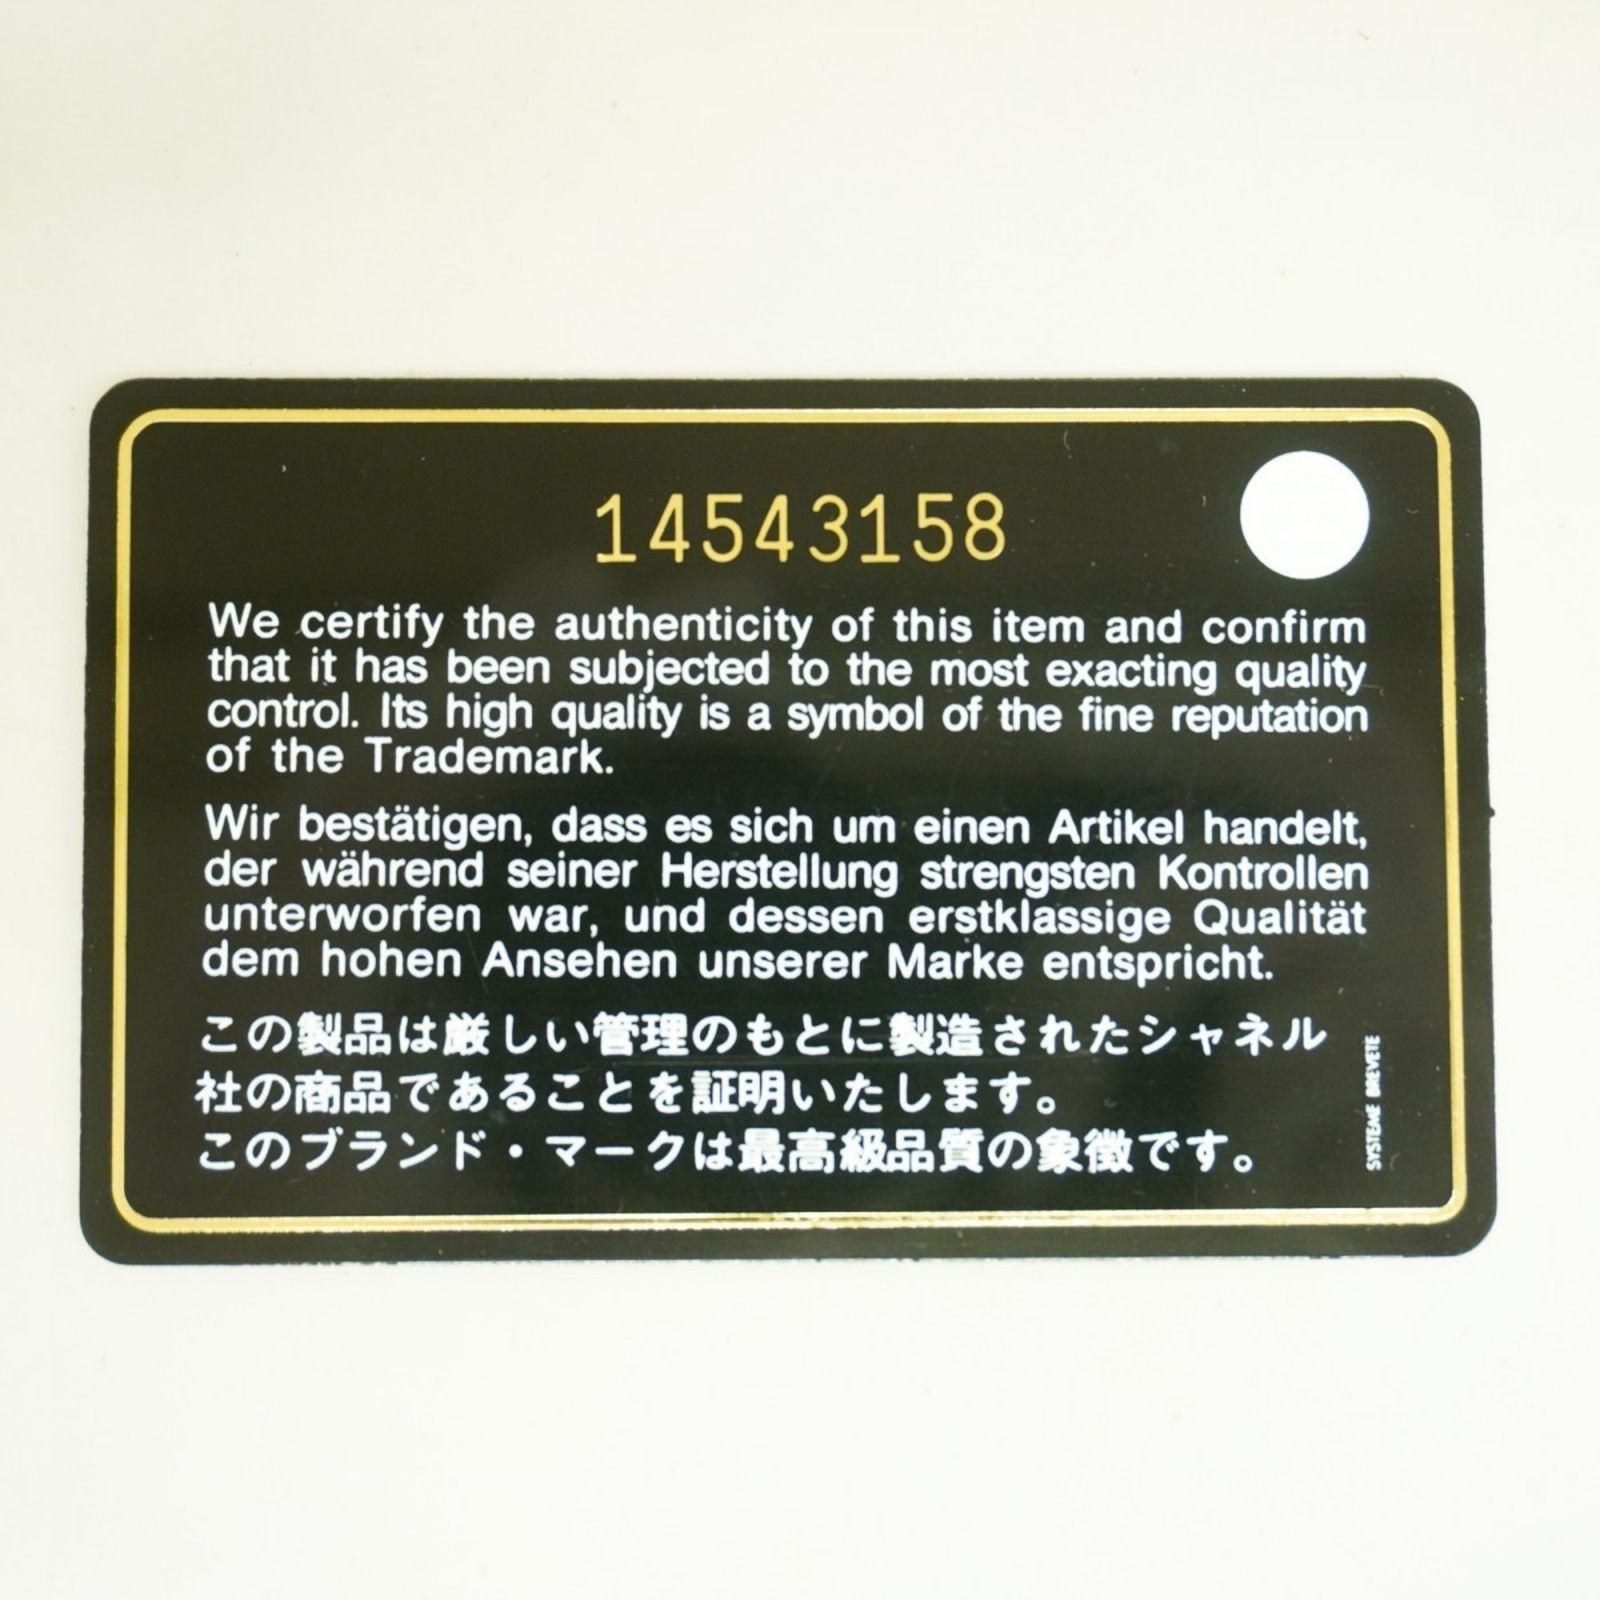 14543158
We certify the authenticity of this item and confirm
that it has been subjected to the most exacting quality
control. Its high quality is a symbol of the fine reputation
of the Trademark.
Wir bestätigen, dass es sich um einen Artikel handelt,
der während seiner Herstellung strengsten Kontrollen
unterworfen war, und dessen erstklassige Qualität
dem hohen Ansehen unserer Marke entspricht.
この製品は厳しい管理のもとに製造されたシャネル
社の商品であることを証明いたします。
このブランド・マークは最高級品質の象徴です。
SYSTEME BREVETE